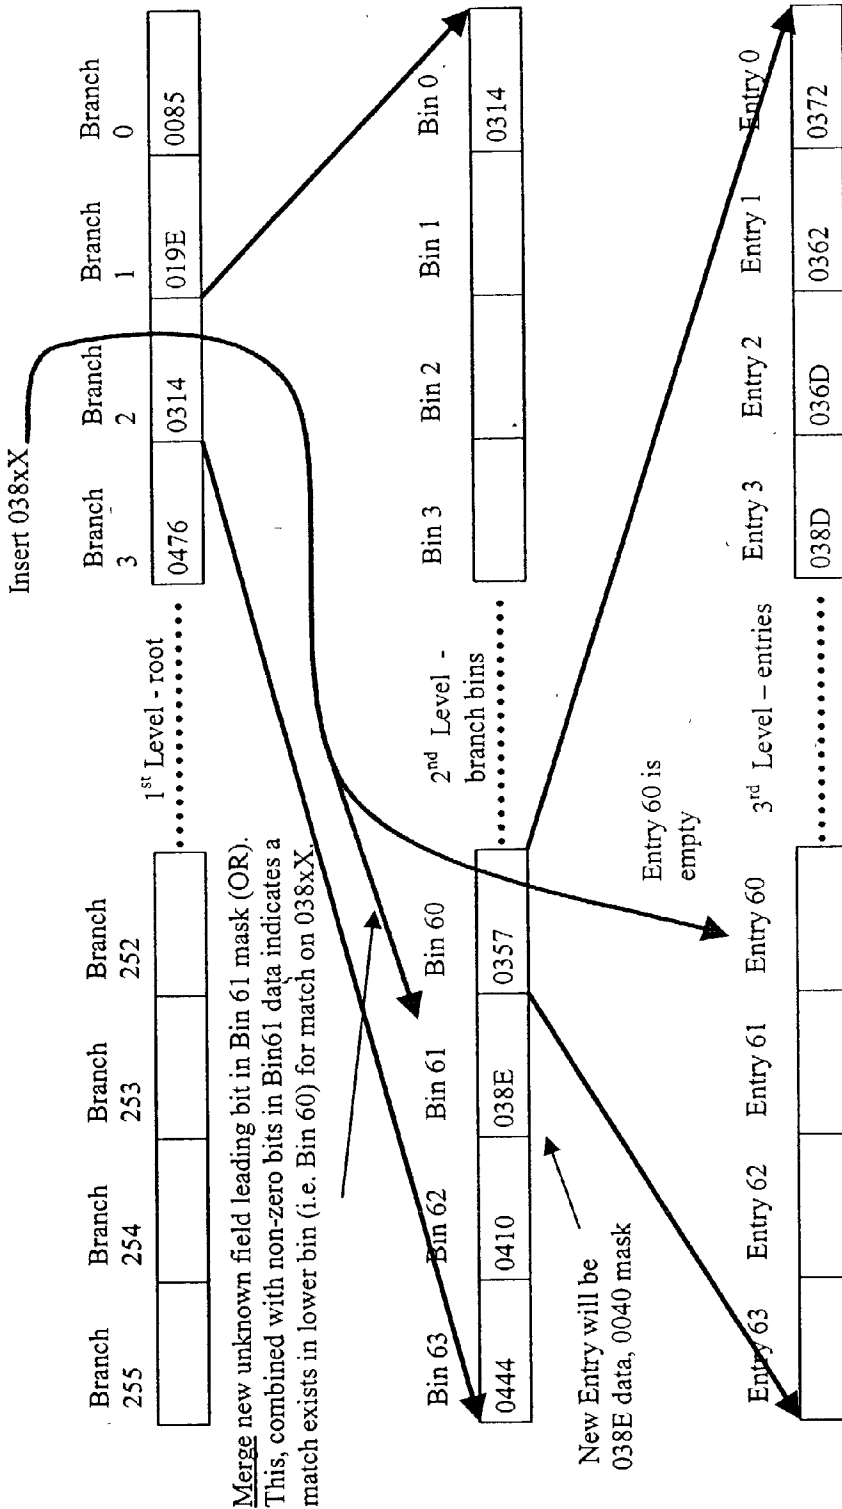 Insert 038xX
Branch 255 Branch 254 Branch 253 Branch 252 Branch 3 Branch 2 Branch 1 Branch 0
1st Level - root
0476 0314 019E 0085
Merge new unknown field leading bit in Bin 61 mask (OR).
This, combined with non-zero bits in Bin61 data indicates a
match exists in lower bin (i.e. Bin 60) for match on 038xX.
Bin 63 Bin 62 Bin 61 Bin 60 Bin 3 Bin 2 Bin 1 Bin 0
2nd Level -
branch bins
0444 0410 038E 0357 0314
New Entry will be
038E data, 0040 mask
Entry 60 is
empty
Entry 63 Entry 62 Entry 61 Entry 60 Entry 3 Entry 2 Entry 1 Entry 0
3rd Level – entries
038D 036D 0362 0372